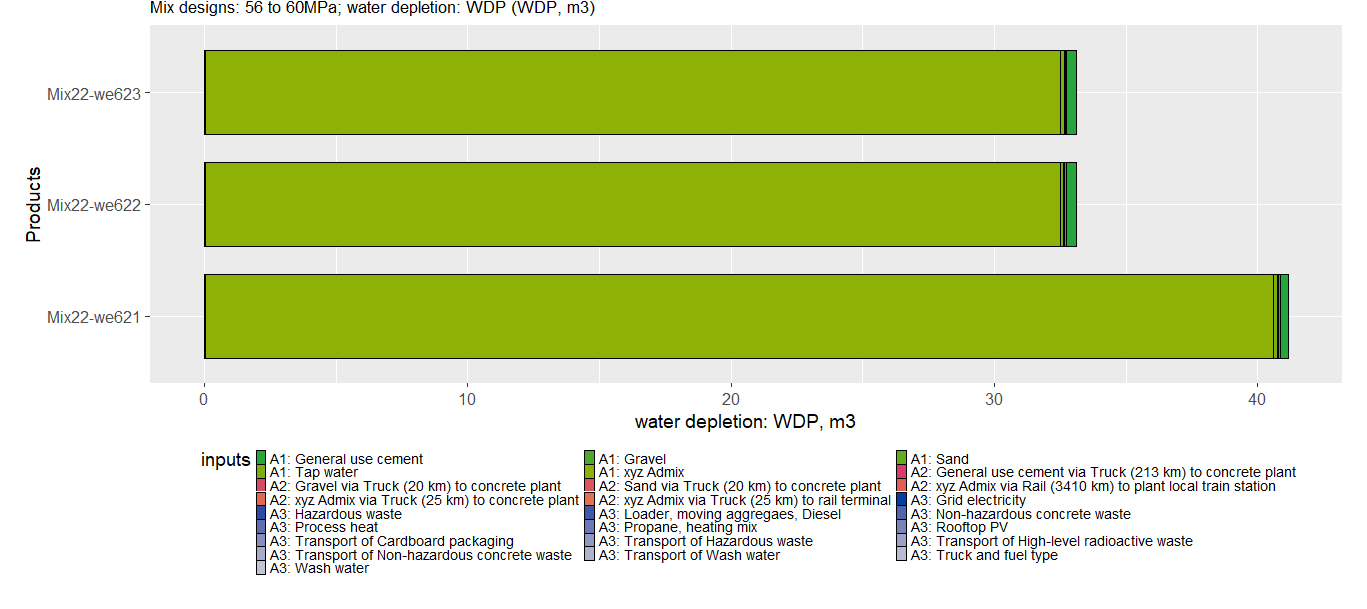 Mix designs: 56 to 60MPa; water depletion: WDP (WDP, m3)
Mix22-we623
Mix22-we622
Mix22-we621
Products
0 10 20 30 40
water depletion: WDP, m3
inputs
A1: General use cement A1: Gravel A1: Sand
A1: Tap water A1: xyz Admix A2: General use cement via Truck (213 km) to concrete plant
A2: Gravel via Truck (20 km) to concrete plant A2: Sand via Truck (20 km) to concrete plant A2: xyz Admix via Rail (3410 km) to plant local train station
A2: xyz Admix via Truck (25 km) to concrete plant A2: xyz Admix via Truck (25 km) to rail terminal A3: Grid electricity
A3: Hazardous waste A3: Loader, moving aggregaes, Diesel A3: Non-hazardous concrete waste
A3: Process heat A3: Propane, heating mix A3: Rooftop PV
A3: Transport of Cardboard packaging A3: Transport of Hazardous waste A3: Transport of High-level radioactive waste
A3: Transport of Non-hazardous concrete waste A3: Transport of Wash water A3: Truck and fuel type
A3: Wash water